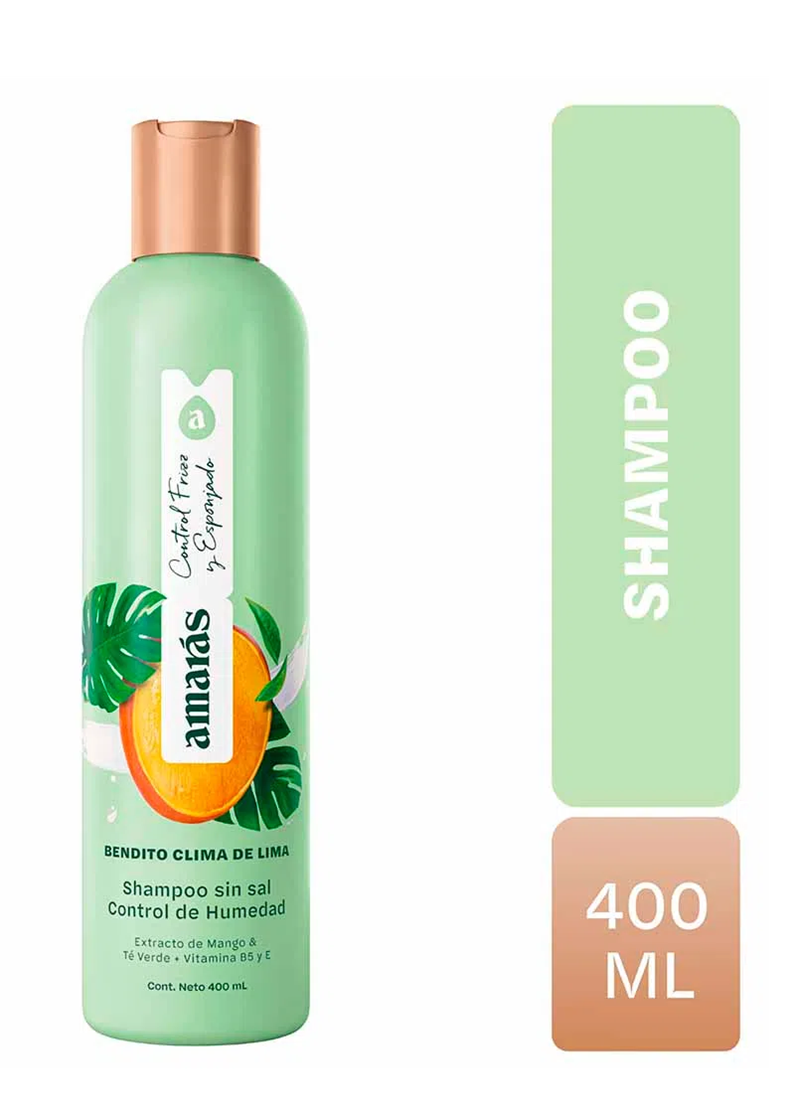 a
Control Frizz
y Esponjado
amarás
BENDITO CLIMA DE LIMA
Shampoo sin sal
Control de Humedad
Extracto de Mango &
Té Verde + Vitamina B5 y E
Cont. Neto 400 mL
SHAMPOO
400
ML